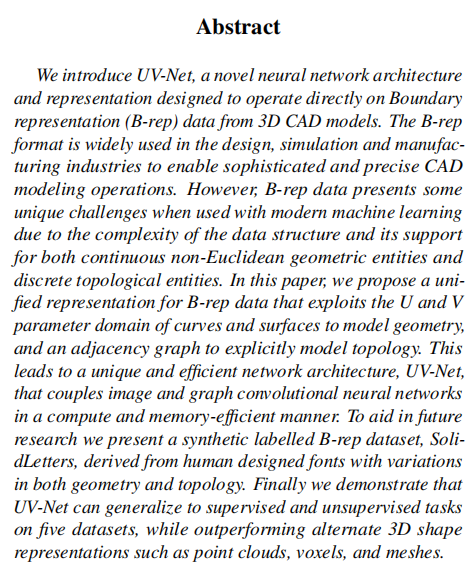 Abstract
We introduce UV-Net, a novel neural network architecture
and representation designed to operate directly on Boundary
representation (B-rep) data from 3D CAD models. The B-rep
format is widely used in the design, simulation and manufac-
turing industries to enable sophisticated and precise CAD
modeling operations. However, B-rep data presents some
unique challenges when used with modern machine learning
due to the complexity of the data structure and its support
for both continuous non-Euclidean geometric entities and
discrete topological entities. In this paper, we propose a uni-
fied representation for B-rep data that exploits the U and V
parameter domain of curves and surfaces to model geometry,
and an adjacency graph to explicitly model topology. This
leads to a unique and efficient network architecture, UV-Net,
that couples image and graph convolutional neural networks
in a compute and memory-efficient manner. To aid in future
research we present a synthetic labelled B-rep dataset, Soli-
dLetters, derived from human designed fonts with variations
in both geometry and topology. Finally we demonstrate that
UV-Net can generalize to supervised and unsupervised tasks
on five datasets, while outperforming alternate 3D shape
representations such as point clouds, voxels, and meshes.